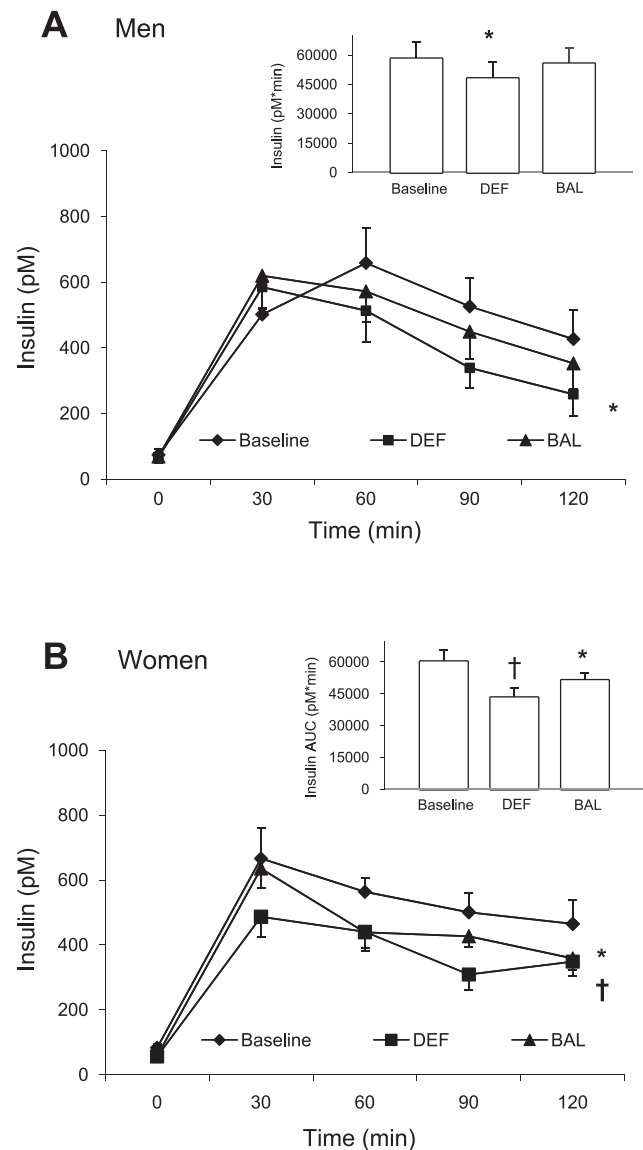 A Men
Insulin (pM*min)
60000
45000
30000
15000
0
*
Baseline DEF BAL
Insulin (pM)
1000
800
600
400
200
0
*
Baseline DEF BAL
0 30 60 90 120
Time (min)
B Women
Insulin AUC (pM*min)
60000
45000
30000
15000
0
† *
Baseline DEF BAL
Insulin (pM)
1000
800
600
400
200
0
*
†
Baseline DEF BAL
0 30 60 90 120
Time (min)